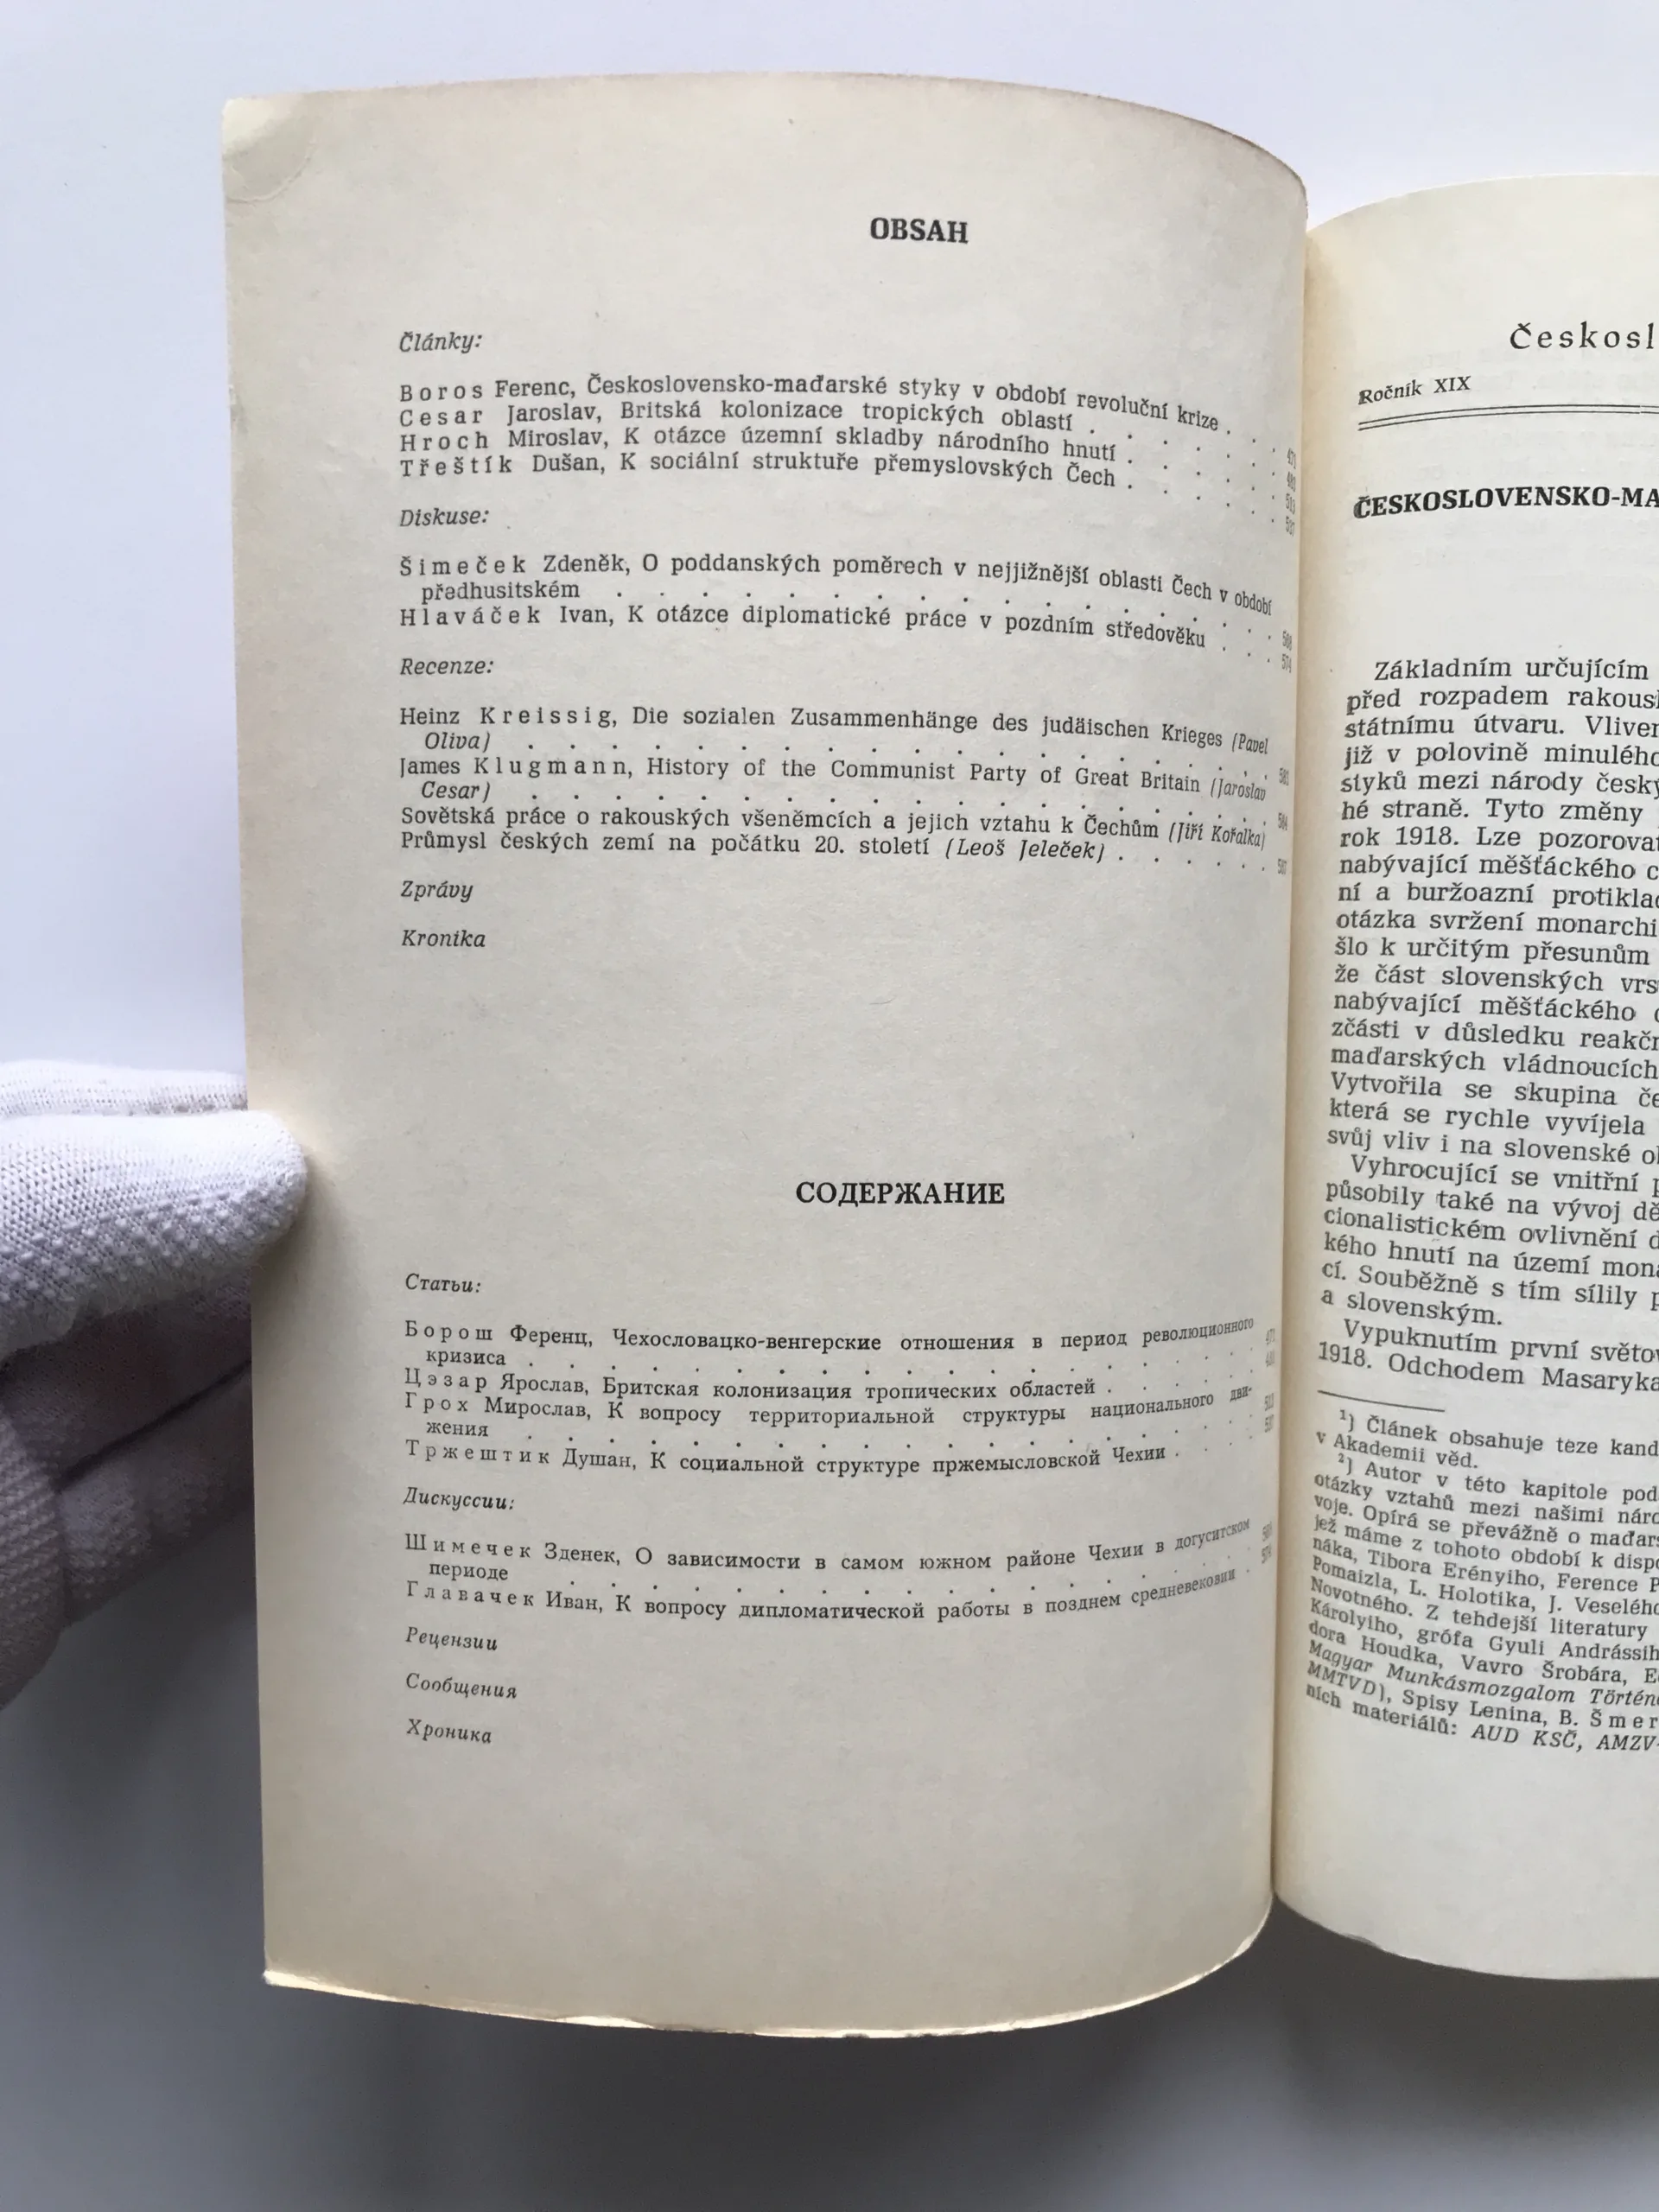 OBSAH
Články:
Boros Ferenc, Československo-maďarské styky v období revoluční krize . . .
Cesar Jaroslav, Britská kolonizace tropických oblastí . . . . . .
Hroch Miroslav, K otázce územní skladby národního hnutí . . . . .
Třeštík Dušan, K sociální struktuře přemyslovských Čech . . . . .
Diskuse:
Šimeček Zdeněk, O poddanských poměrech v nejjižnější oblasti Čech v období
předhusitském . . . . . . . . . . . . . . .
Hlaváček Ivan, K otázce diplomatické práce v pozdním středověku . . .
Recenze:
Heinz Kreissig, Die sozialen Zusammenhänge des judäischen Krieges (Pavel
Oliva) . . . . . . . . . . . . . . . . . .
James Klugmann, History of the Communist Party of Great Britain (Jaroslav
Cesar) . . . . . . . . . . . . . . . . . .
Sovětská práce o rakouských všeněmcích a jejich vztahu k Čechům (Jiří Kořalka)
Průmysl českých zemí na počátku 20. století (Leoš Jeleček) . . . . . .
Zprávy
Kronika
СОДЕРЖАНИЕ
Статьи:
Борош Ференц, Чехословацко-венгерские отношения в период революционного
кризиса . . . . . . . . . . . . . . . . . .
Цэзар Ярослав, Британская колонизация тропических областей . . . .
Грох Мирослав, К вопросу территориальной структуры национального дви-
жения . . . . . . . . . . . . . . . . . .
Тржештик Душан, К социальной структуре пржемысловской Чехии . . .
Дискуссии:
Шимечек Зденек, О зависимости в самом южном районе Чехии в догуситском
периоде . . . . . . . . . . . . . . . . .
Главачек Иван, К вопросу дипломатической работы в позднем средневековии .
Рецензии
Сообщения
Хроника
Českosl
Ročník XIX
ČESKOSLOVENSKO-MA
Základním určujícím
před rozpadem rakous
státnímu útvaru. Vliven
již v polovině minulého
styků mezi národy český
hé straně. Tyto změny
rok 1918. Lze pozorovat
nabývající měšťáckého c
ní a buržoazní protiklad
otázka svržení monarchi
šlo k určitým přesunům
že část slovenských vrs
nabývající měšťáckého
zčásti v důsledku reakčn
maďarských vládnoucích
Vytvořila se skupina če
která se rychle vyvíjela
svůj vliv i na slovenské ob
Vyhrocující se vnitřní p
působily také na vývoj dě
cionalistickém ovlivnění d
kého hnutí na území mona
cí. Souběžně s tím sílily p
a slovenským.
Vypuknutím první světov
1918. Odchodem Masaryka
1) Článek obsahuje teze kand
v Akademii věd.
2) Autor v této kapitole pod
otázky vztahů mezi našimi náro
voje. Opírá se převážně o maďars
jež máme z tohoto období k dispo
náka, Tibora Erényiho, Ference P
Pomaizla, L. Holotika, J. Veselého
Novotného. Z tehdejší literatury
Károlyiho, grófa Gyuli Andrássih
dora Houdka, Vavro Šrobára, E
Magyar Munkásmozgalom Történe
MMTVD), Spisy Lenina, B. Šmer
ních materiálů: AUD KSČ, AMZV-